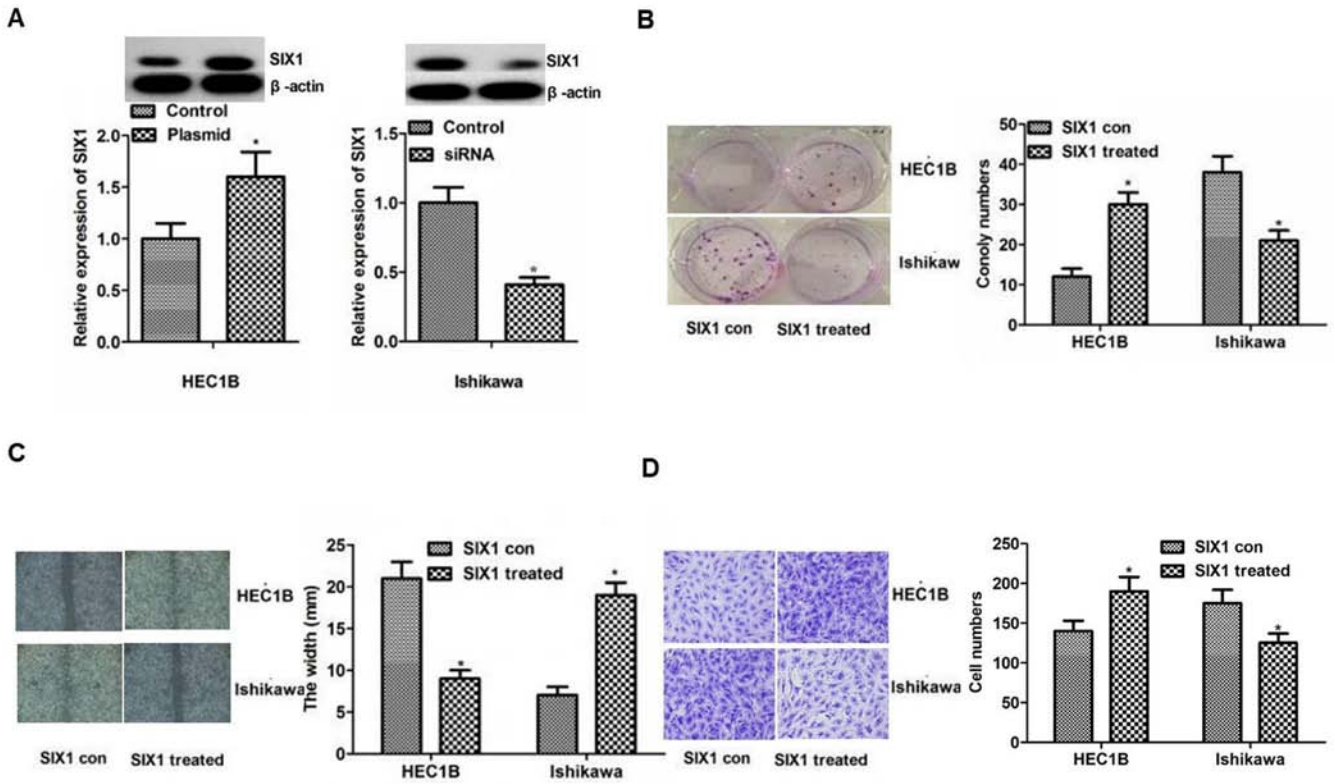 A
SIX1
β -actin
Control
Plasmid
Relative expression of SIX1
2.0
1.5
1.0
0.5
0.0
*
HEC1B
SIX1
β -actin
Control
siRNA
Relative expression of SIX1
1.5
1.0
0.5
0.0
*
Ishikawa
B
HEC1B
Ishikaw
SIX1 con SIX1 treated
SIX1 con
SIX1 treated
Conoly numbers
50
40
30
20
10
0
*
*
HEC1B Ishikawa
C
HEC1B
Ishikawa
SIX1 con SIX1 treated
SIX1 con
SIX1 treated
The width (mm)
25
20
15
10
5
0
*
*
HEC1B Ishikawa
D
HEC1B
Ishikawa
SIX1 con SIX1 treated
SIX1 con
SIX1 treated
Cell numbers
250
200
150
100
50
0
*
*
HEC1B Ishikawa